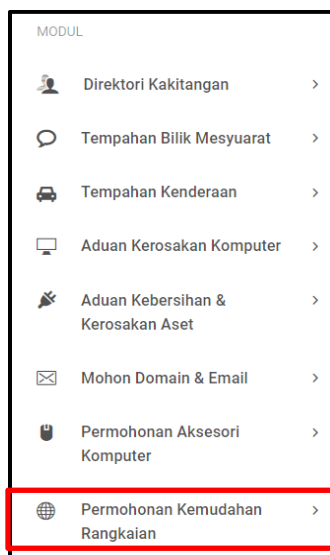 MODUL
Direktori Kakitangan
Tempahan Bilik Mesyuarat
Tempahan Kenderaan
Aduan Kerosakan Komputer
Aduan Kebersihan &
Kerosakan Aset
Mohon Domain & Email
Permohonan Aksesori
Komputer
Permohonan Kemudahan
Rangkaian